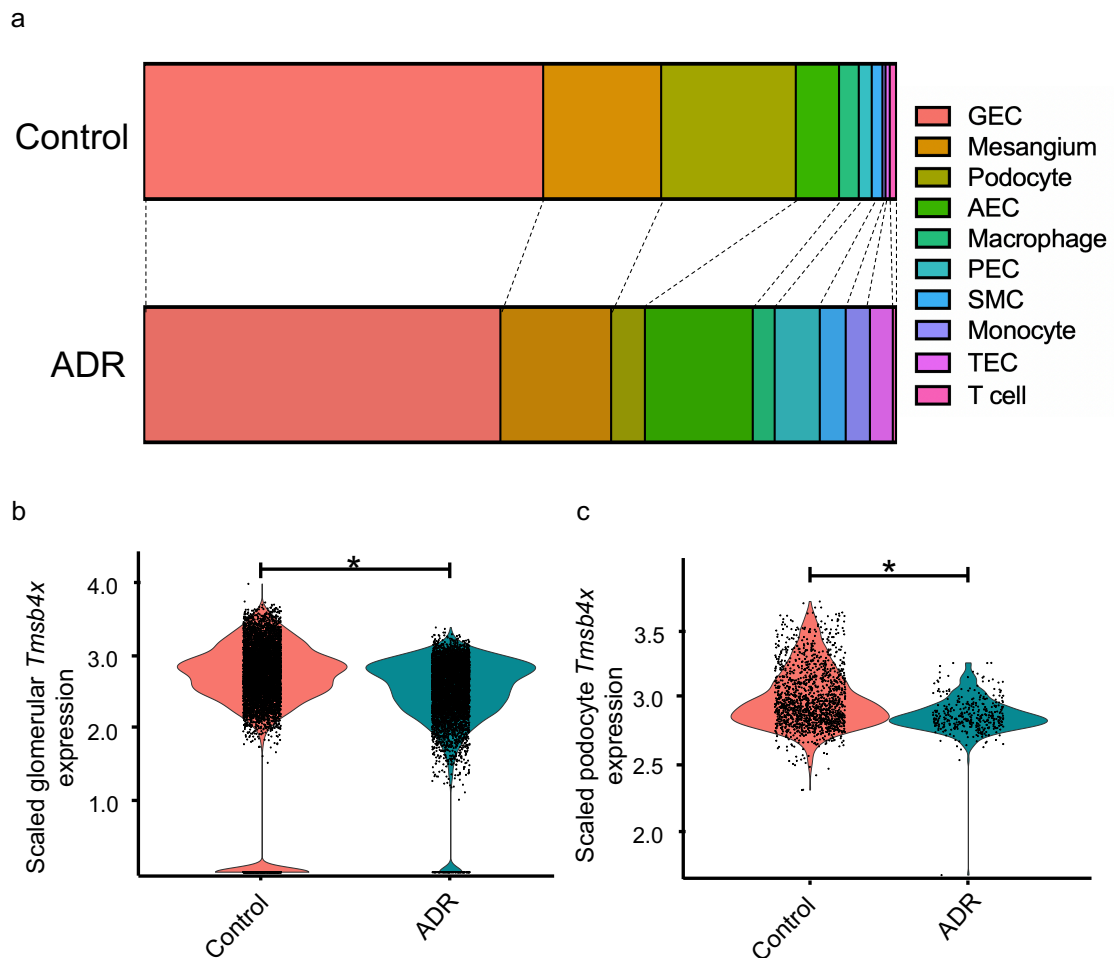 a
Control
ADR
GEC
Mesangium
Podocyte
AEC
Macrophage
PEC
SMC
Monocyte
TEC
T cell
b
Scaled glomerular Tmsb4x
expression
4.0
3.0
2.0
1.0
*
Control
ADR
c
Scaled podocyte Tmsb4x
expression
3.5
3.0
2.5
2.0
*
Control
ADR